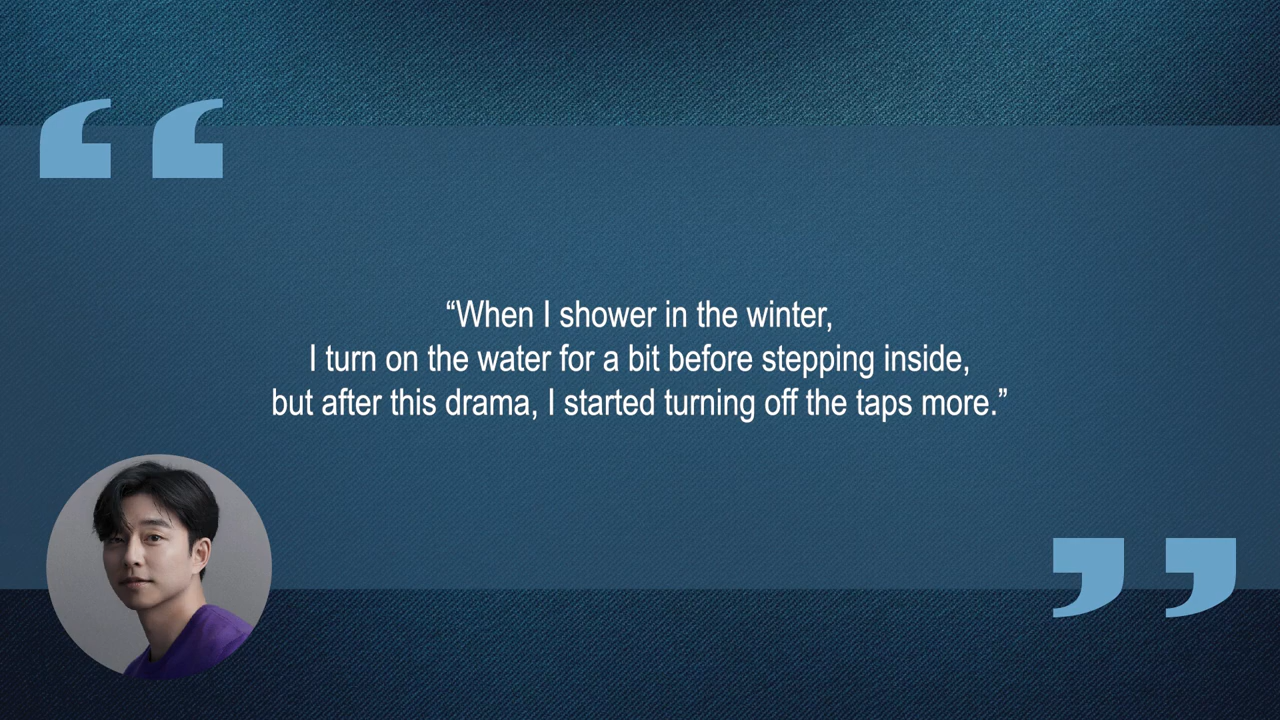 “When I shower in the winter,
I turn on the water for a bit before stepping inside,
but after this drama, I started turning off the taps more.”